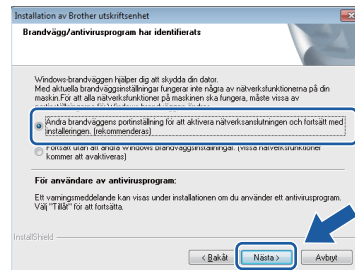 Installation av Brother utskriftsenhet
Brandvägg/antivirusprogram har identifierats
Windows-brandväggen hjälper dig att skydda din dator.
Med aktuella brandväggsinställningar fungerar inte några av nätverksfunktionerna på din
maskin.För att alla nätverksfunktioner på maskinen ska fungera, måste vissa av
Ändra brandväggens portinställning för att aktivera nätverksanslutningen och fortsätt med
installeringen. (rekommenderas)
Fortsätt utan att ändra Windows brandväggsinställningar. (Vissa nätverksfunktioner
kommer att avaktiveras)
För användare av antivirusprogram:
Ett varningsmeddelande kan visas under installationen om du använder ett antivirusprogram.
Välj "Tillåt" för att fortsätta.
InstallShield
< Bakåt
Nästa >
Avbryt